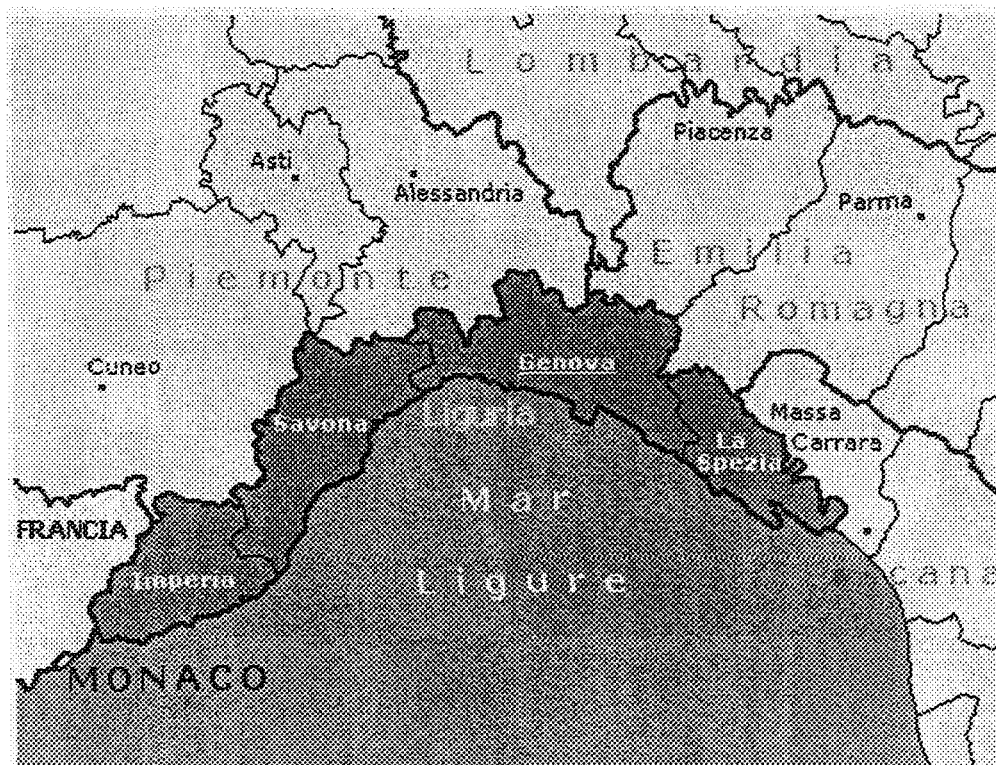 Lombardia
Piacenza
Asti
Alessandria
Parma
Emilia
Piemonte
Romagna
Genova
Cuneo
Massa
Carrara
Liguria
Savona
La
Spezia
Mar
FRANCIA
Imperia
Ligure
cana
MONACO